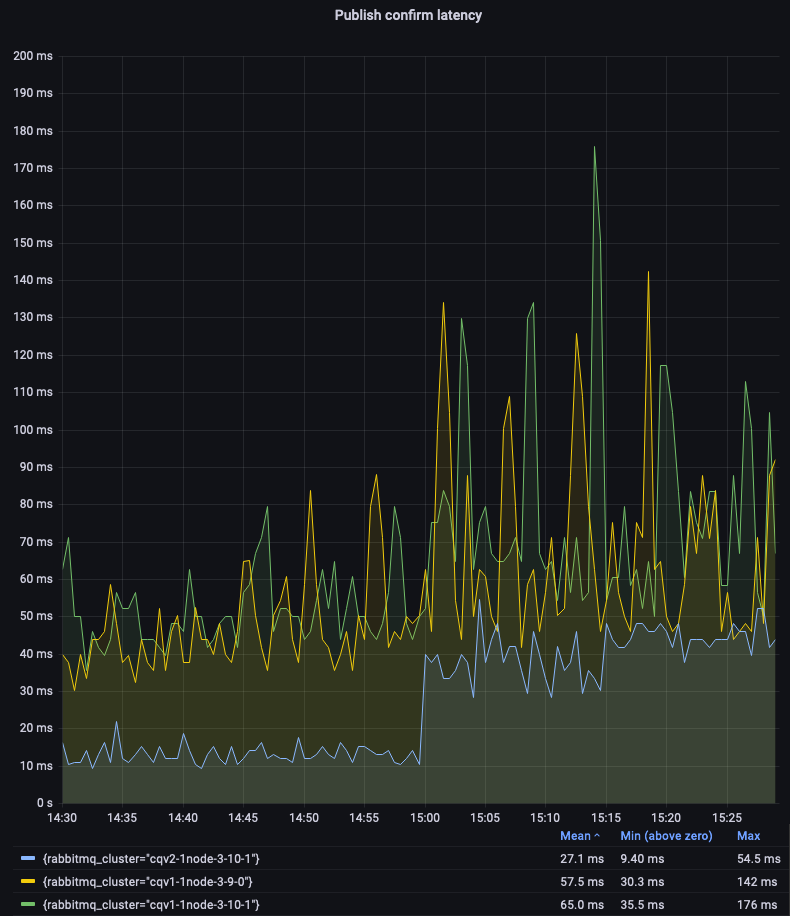 Publish confirm latency
200 ms
190 ms
180 ms
170 ms
160 ms
150 ms
140 ms
130 ms
120 ms
110 ms
100 ms
90 ms
80 ms
70 ms
60 ms
50 ms
40 ms
30 ms
20 ms
10 ms
0 s
14:30 14:35 14:40 14:45 14:50 14:55 15:00 15:05 15:10 15:15 15:20 15:25
Mean ^ Min (above zero) Max
{rabbitmq_cluster="cqv2-1node-3-10-1"} 27.1 ms 9.40 ms 54.5 ms
{rabbitmq_cluster="cqv1-1node-3-9-0"} 57.5 ms 30.3 ms 142 ms
{rabbitmq_cluster="cqv1-1node-3-10-1"} 65.0 ms 35.5 ms 176 ms